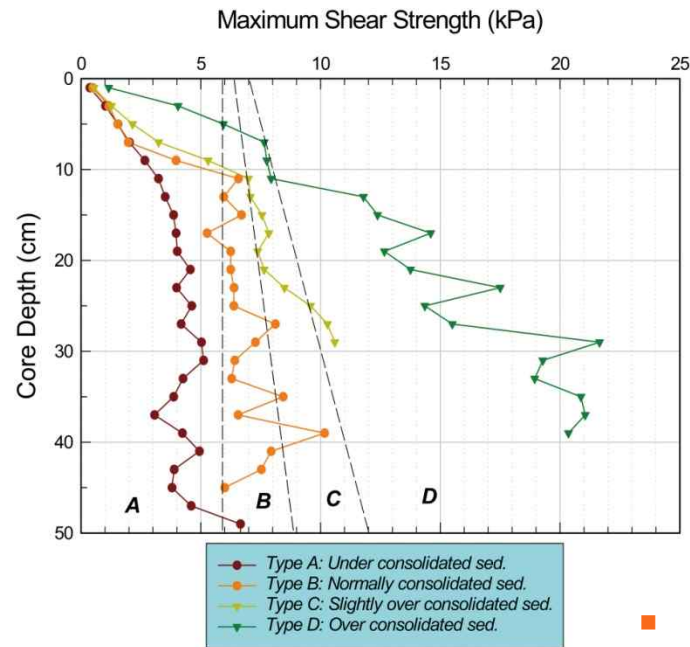 Maximum Shear Strength (kPa)
0 5 10 15 20 25
Core Depth (cm)
0
10
20
30
40
50
A B C D
Type A: Under consolidated sed.
Type B: Normally consolidated sed.
Type C: Slightly over consolidated sed.
Type D: Over consolidated sed.